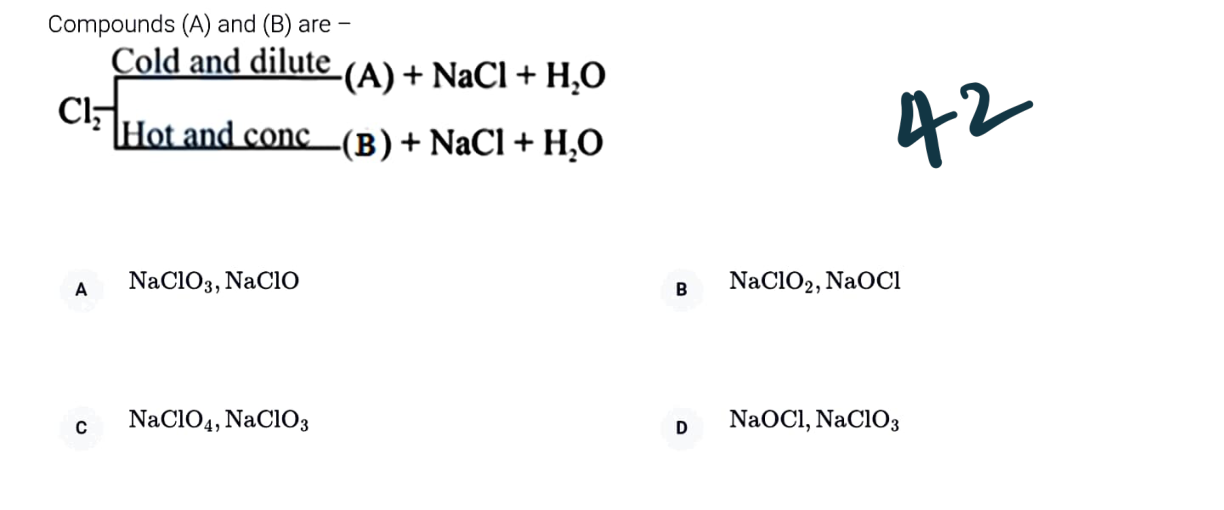 Compounds (A) and (B) are –
Cold and dilute (A) + NaCl + H₂O
Cl₂
Hot and conc (B) + NaCl + H₂O
42
A NaClO₃, NaClO
B NaClO₂, NaOCl
C NaClO₄, NaClO₃
D NaOCl, NaClO₃